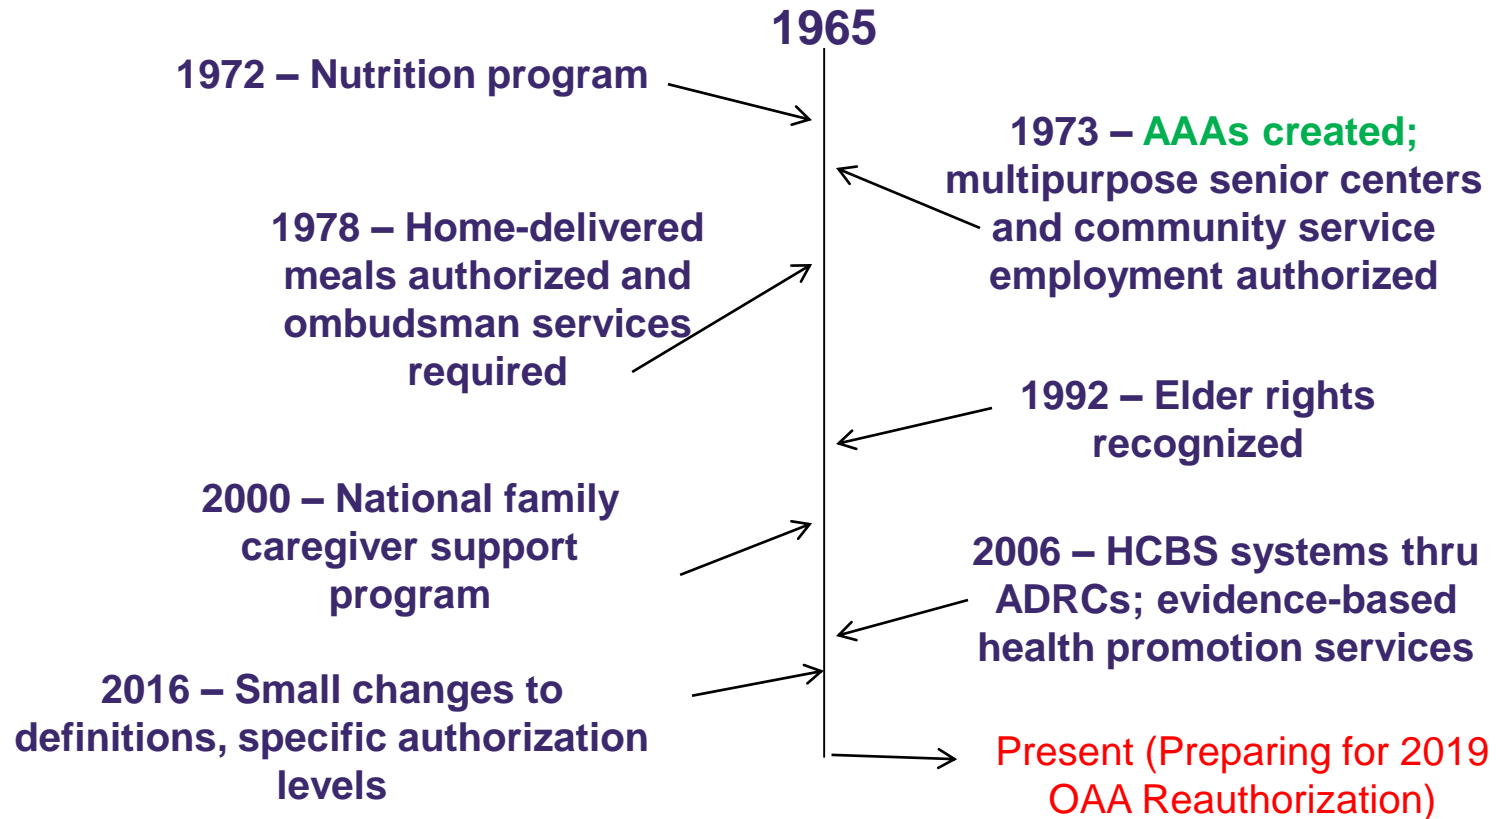 1965
1972 – Nutrition program
1973 – AAAs created;
multipurpose senior centers
and community service
employment authorized
1978 – Home-delivered
meals authorized and
ombudsman services
required
1992 – Elder rights
recognized
2000 – National family
caregiver support
program
2006 – HCBS systems thru
ADRCs; evidence-based
health promotion services
2016 – Small changes to
definitions, specific authorization
levels
Present (Preparing for 2019
OAA Reauthorization)